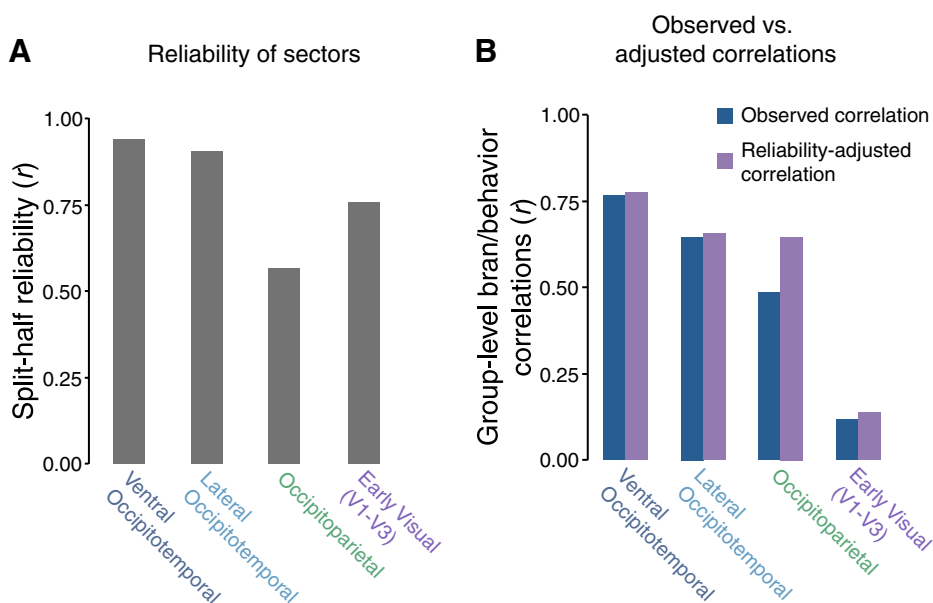 A
Reliability of sectors
Split-half reliability (r)
1.00
0.75
0.50
0.25
0.00
Ventral
Occipitotemporal
Lateral
Occipitotemporal
Occipitoparietal
Early Visual
(V1-V3)
B
Observed vs.
adjusted correlations
Group-level bran/behavior
correlations (r)
1.00
0.75
0.50
0.25
0.00
Observed correlation
Reliability-adjusted
correlation
Ventral
Occipitotemporal
Lateral
Occipitotemporal
Occipitoparietal
Early Visual
(V1-V3)